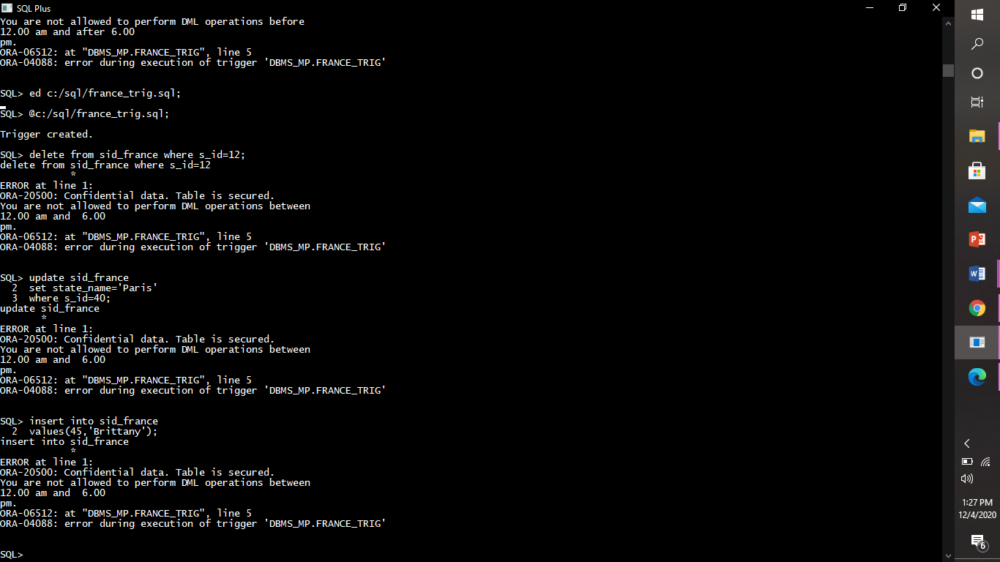 SQL Plus
You are not allowed to perform DML operations before
12.00 am and after 6.00
pm.
ORA-06512: at "DBMS_MP.FRANCE_TRIG", line 5
ORA-04088: error during execution of trigger 'DBMS_MP.FRANCE_TRIG'
SQL> ed c:/sql/france_trig.sql;
SQL> @c:/sql/france_trig.sql;
Trigger created.
SQL> delete from sid_france where s_id=12;
delete from sid_france where s_id=12
*
ERROR at line 1:
ORA-20500: Confidential data. Table is secured.
You are not allowed to perform DML operations between
12.00 am and  6.00
pm.
ORA-06512: at "DBMS_MP.FRANCE_TRIG", line 5
ORA-04088: error during execution of trigger 'DBMS_MP.FRANCE_TRIG'
SQL> update sid_france
2  set state_name='Paris'
3  where s_id=40;
update sid_france
*
ERROR at line 1:
ORA-20500: Confidential data. Table is secured.
You are not allowed to perform DML operations between
12.00 am and  6.00
pm.
ORA-06512: at "DBMS_MP.FRANCE_TRIG", line 5
ORA-04088: error during execution of trigger 'DBMS_MP.FRANCE_TRIG'
SQL> insert into sid_france
2  values(45,'Brittany');
insert into sid_france
*
ERROR at line 1:
ORA-20500: Confidential data. Table is secured.
You are not allowed to perform DML operations between
12.00 am and  6.00
pm.
ORA-06512: at "DBMS_MP.FRANCE_TRIG", line 5
ORA-04088: error during execution of trigger 'DBMS_MP.FRANCE_TRIG'
SQL>
P
W
1:27 PM
12/4/2020
6